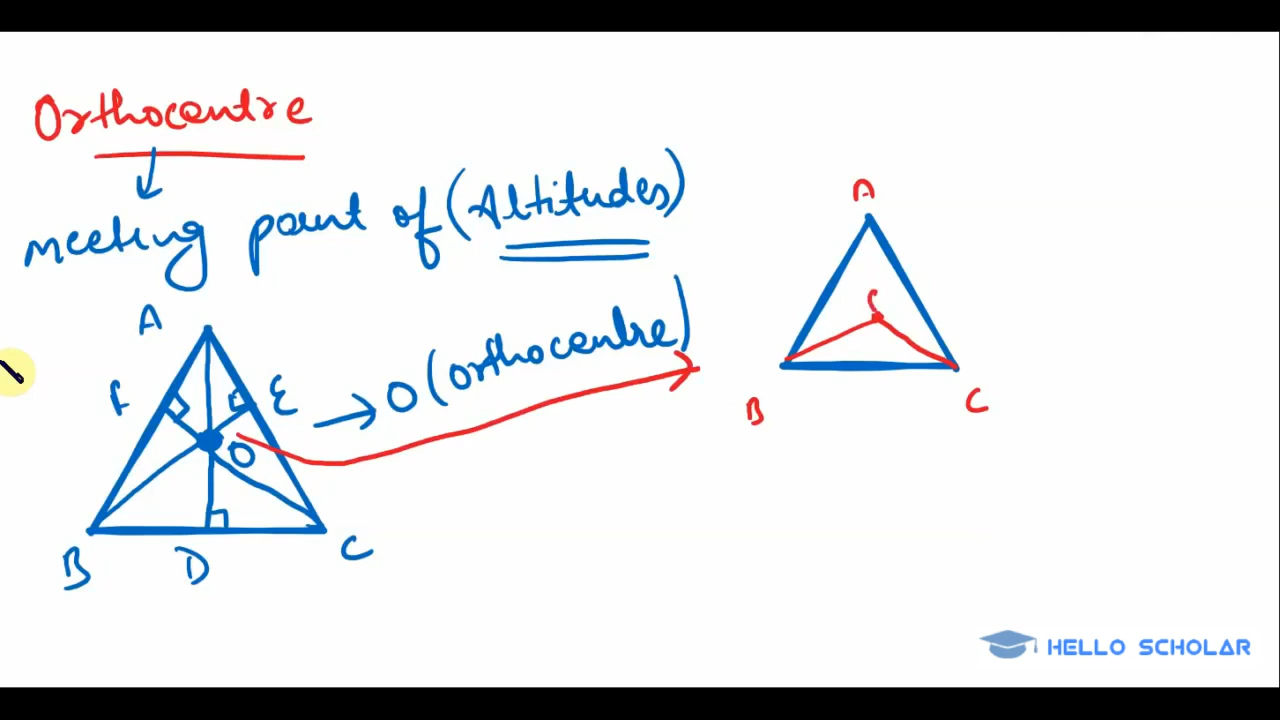 Orthocentre
meeting point of (Altitudes)
A
F
E
→ O (Orthocentre)
O
B
D
C
A
B
C
HELLO SCHOLAR